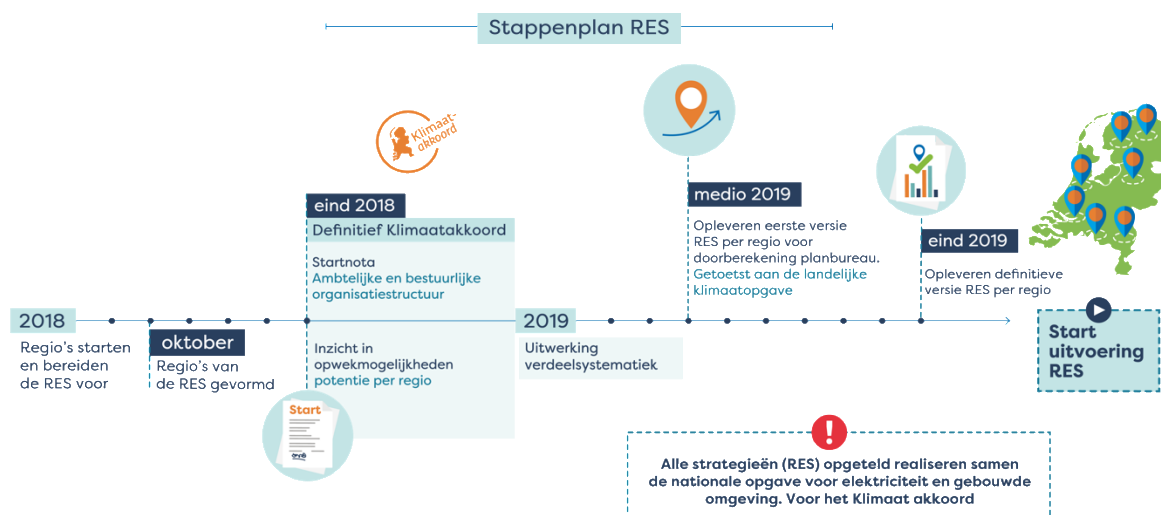 Stappenplan RES
Klimaat-
akkoord
eind 2018
Definitief Klimaatakkoord
Startnota
Ambtelijke en bestuurlijke
organisatiestructuur
medio 2019
Opleveren eerste versie
RES per regio voor
doorberekening planbureau.
Getoetst aan de landelijke
klimaatopgave
eind 2019
Opleveren definitieve
versie RES per regio
2018
Regio's starten
en bereiden
de RES voor
oktober
Regio's van
de RES gevormd
Inzicht in
opwekmogelijkheden
potentie per regio
Start
2019
Uitwerking
verdeelsystematiek
Start
uitvoering
RES
!
Alle strategieën (RES) opgeteld realiseren samen
de nationale opgave voor elektriciteit en gebouwde
omgeving. Voor het Klimaat akkoord